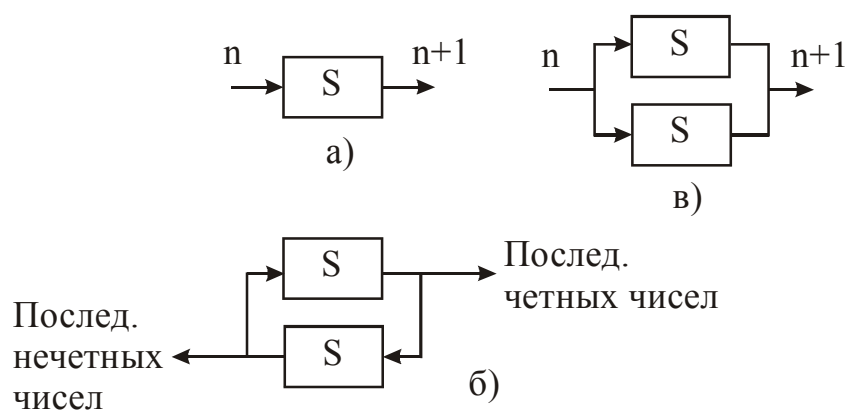 n
S
n+1
а)
n
S
S
n+1
в)
S
S
Послед.
четных чисел
Послед.
нечетных
чисел
б)